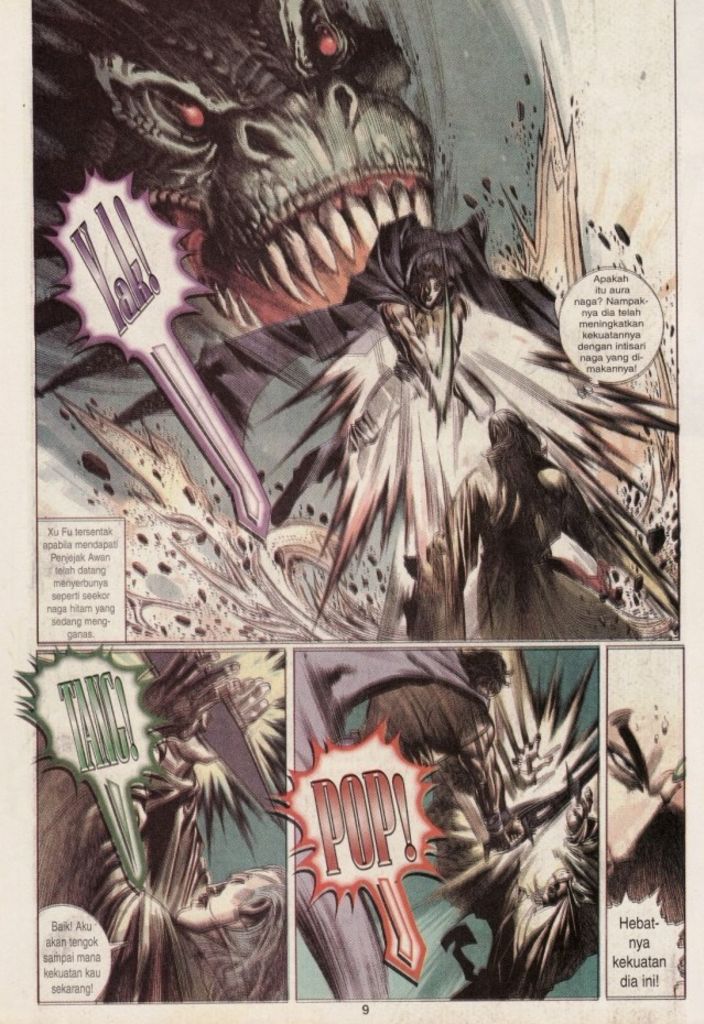 Yak!
Apakah
itu aura
naga? Nampak-
nya dia telah
meningkatkan
kekuatannya
dengan intisari
naga yang di-
makannya!
Xu Fu tersentak
apabila mendapati
Penjejak Awan
telah datang
menyerbunya
seperti seekor
naga hitam yang
sedang meng-
ganas.
TANG!
Baik! Aku
akan tengok
sampai mana
kekuatan kau
sekarang!
POP!
Hebat-
nya
kekuatan
dia ini!
9